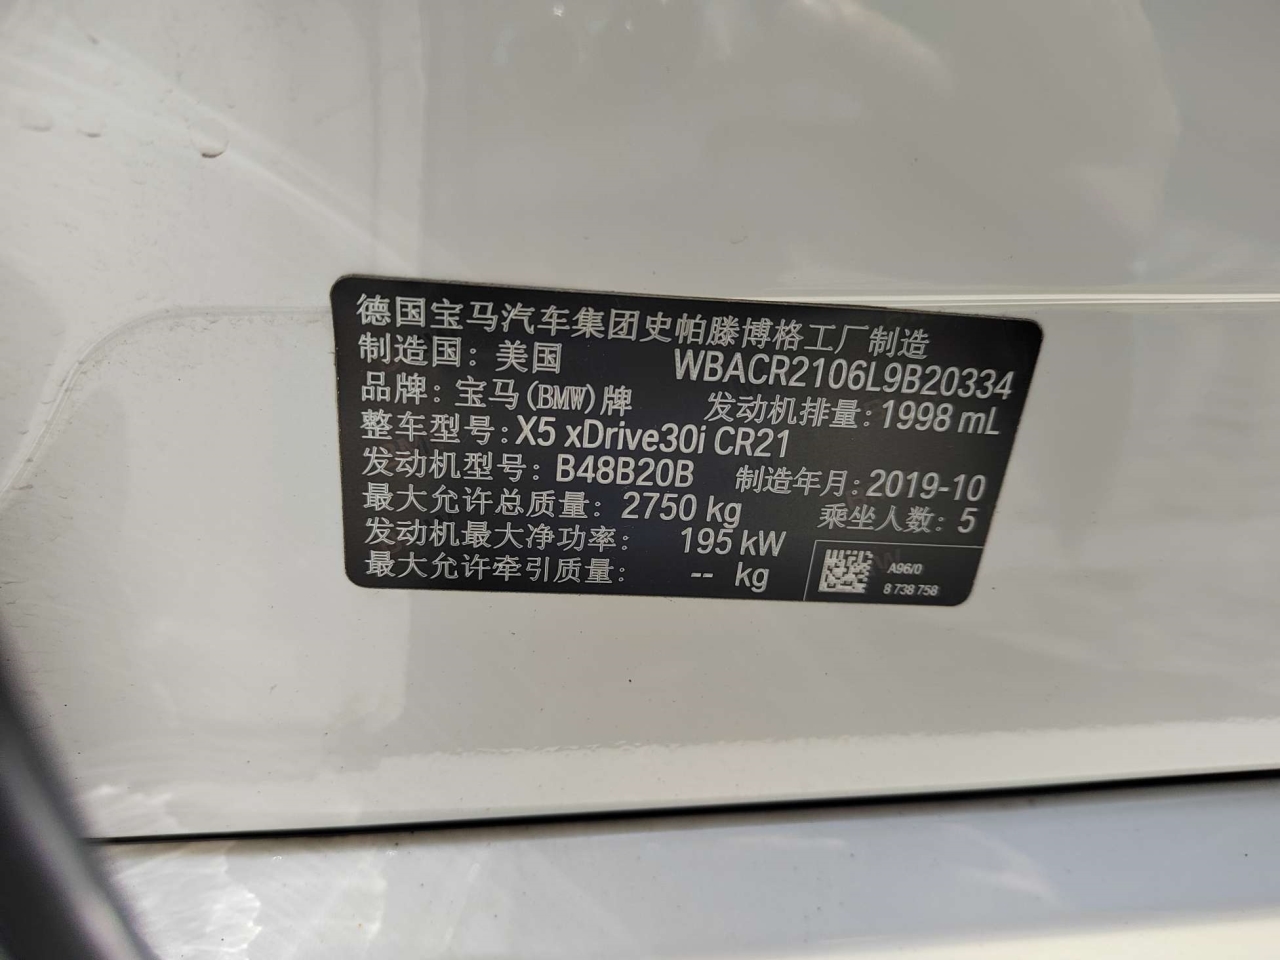 德国宝马汽车集团史帕滕博格工厂制造
制造国：美国 WBACR2106L9B20334
品牌：宝马(BMW)牌 发动机排量：1998 mL
整车型号：X5 xDrive30i CR21
发动机型号：B48B20B 制造年月：2019-10
最大允许总质量：2750 kg 乘坐人数：5
发动机最大净功率：195 kW
最大允许牵引质量：-- kg
A96/0
8 738 758